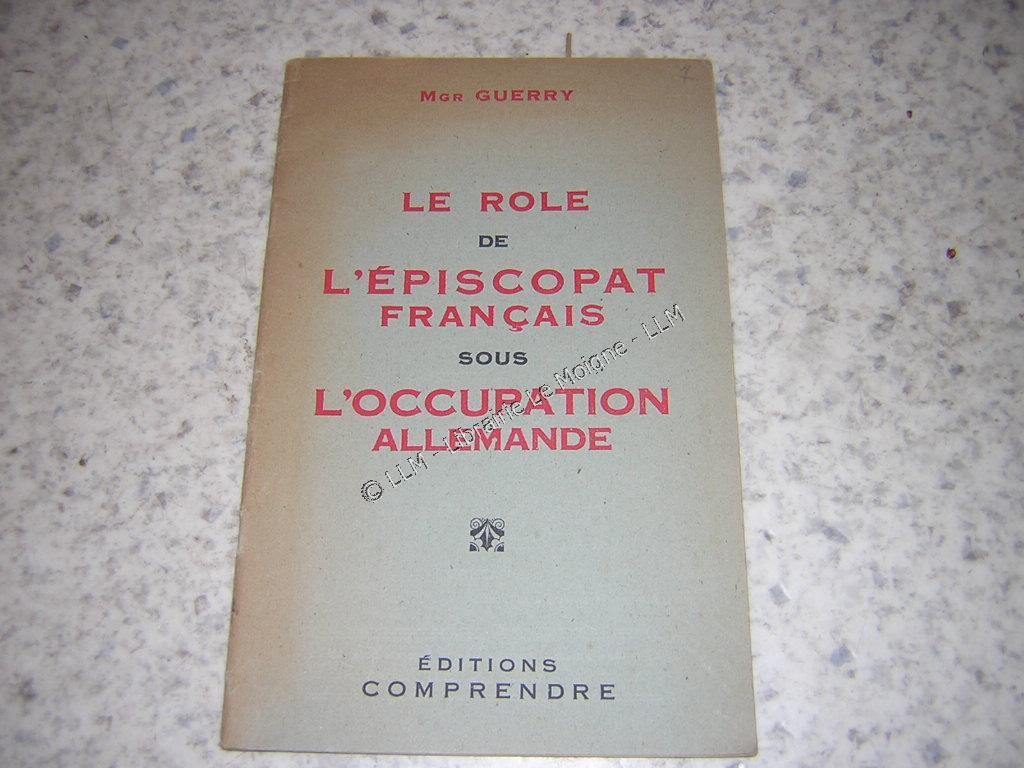 Mgr GUERRY
LE ROLE
DE
L'ÉPISCOPAT
FRANÇAIS
SOUS
L'OCCUPATION
ALLEMANDE
© LLM - Librairie Le Moigne - LLM
ÉDITIONS
COMPRENDRE